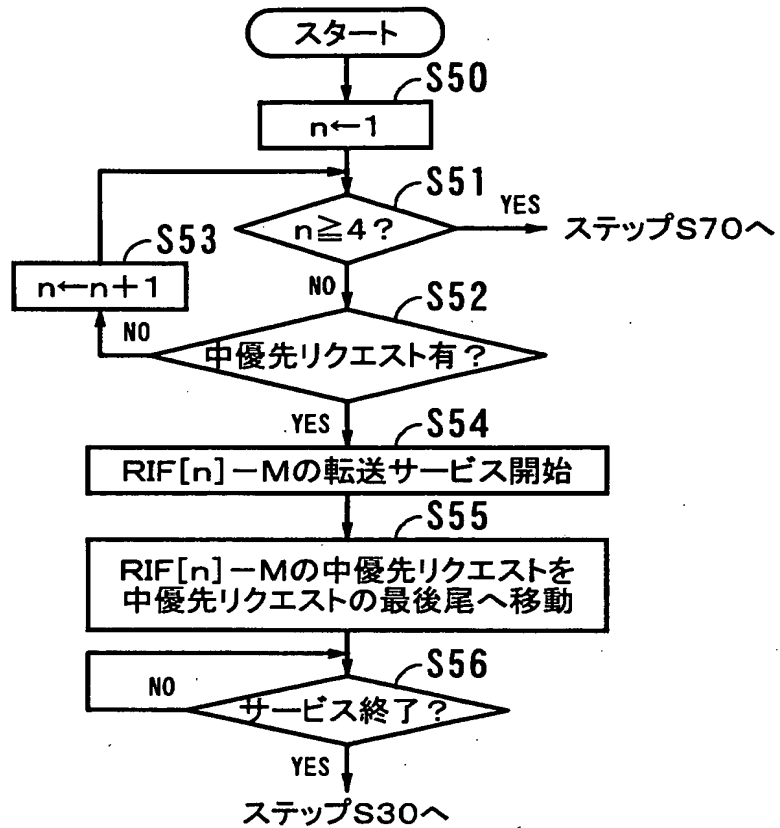 スタート
S50
n←1
S51
n≧4?
YES
ステップS70へ
S53
n←n+1
NO
NO
S52
中優先リクエスト有?
YES
S54
RIF[n]-Mの転送サービス開始
S55
RIF[n]-Mの中優先リクエストを
中優先リクエストの最後尾へ移動
S56
NO
サービス終了?
YES
ステップS30へ